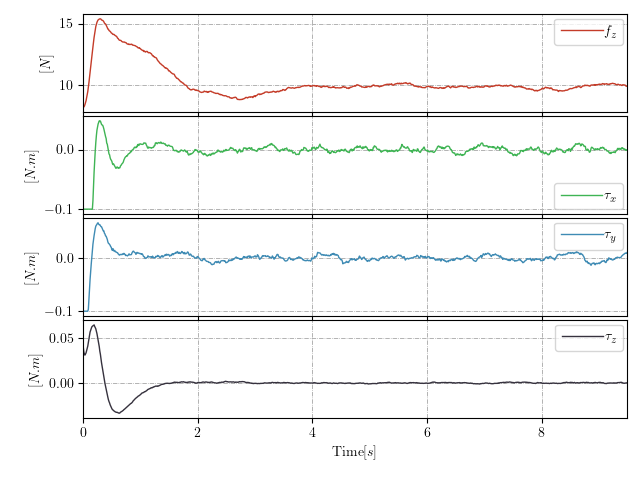 15
10
[N]
f_z
0.0
−0.1
[N.m]
τ_x
0.0
−0.1
[N.m]
τ_y
0.05
0.00
[N.m]
τ_z
0 2 4 6 8
Time[s]